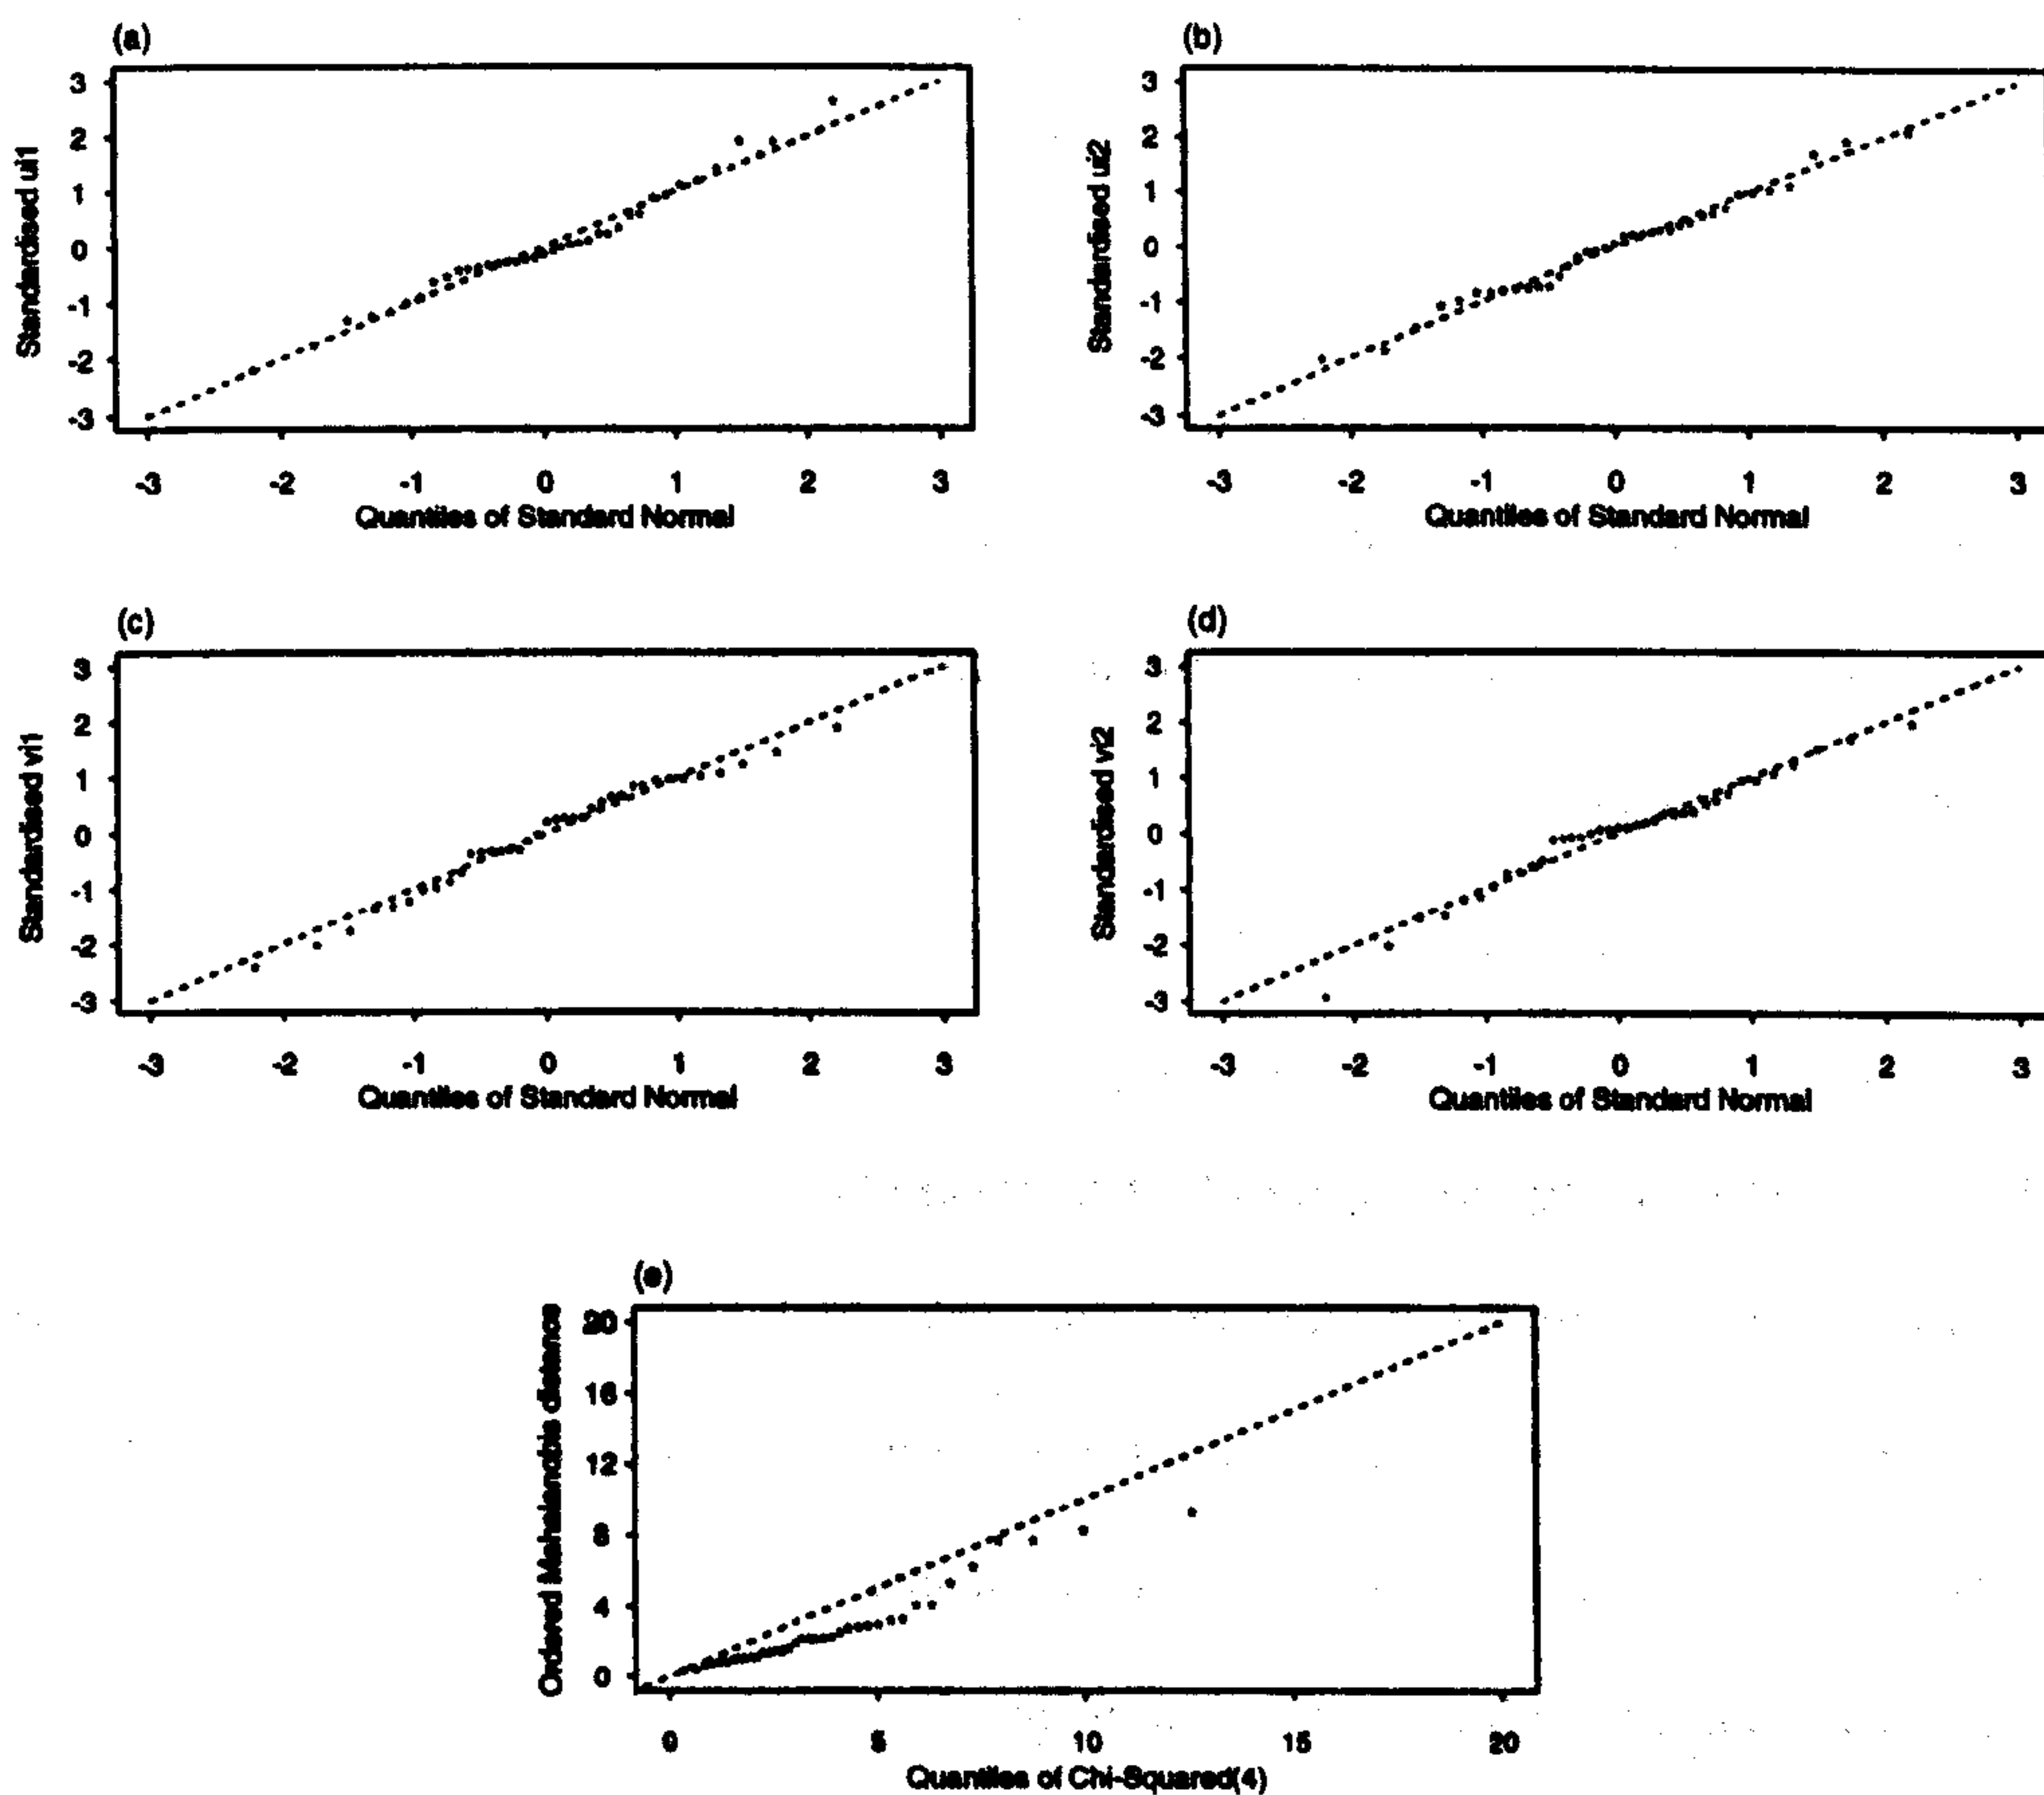 (a)
3
2
1
0
-1
-2
-3
Standardised ui1
-3 -2 -1 0 1 2 3
Quantiles of Standard Normal
(b)
3
2
1
0
-1
-2
-3
Standardised ui2
-3 -2 -1 0 1 2 3
Quantiles of Standard Normal
(c)
3
2
1
0
-1
-2
-3
Standardised vi1
-3 -2 -1 0 1 2 3
Quantiles of Standard Normal
(d)
3
2
1
0
-1
-2
-3
Standardised vi2
-3 -2 -1 0 1 2 3
Quantiles of Standard Normal
(e)
20
16
12
8
4
0
Ordered Mahalanobis distance
0 5 10 15 20
Quantiles of Chi-Squared(4)